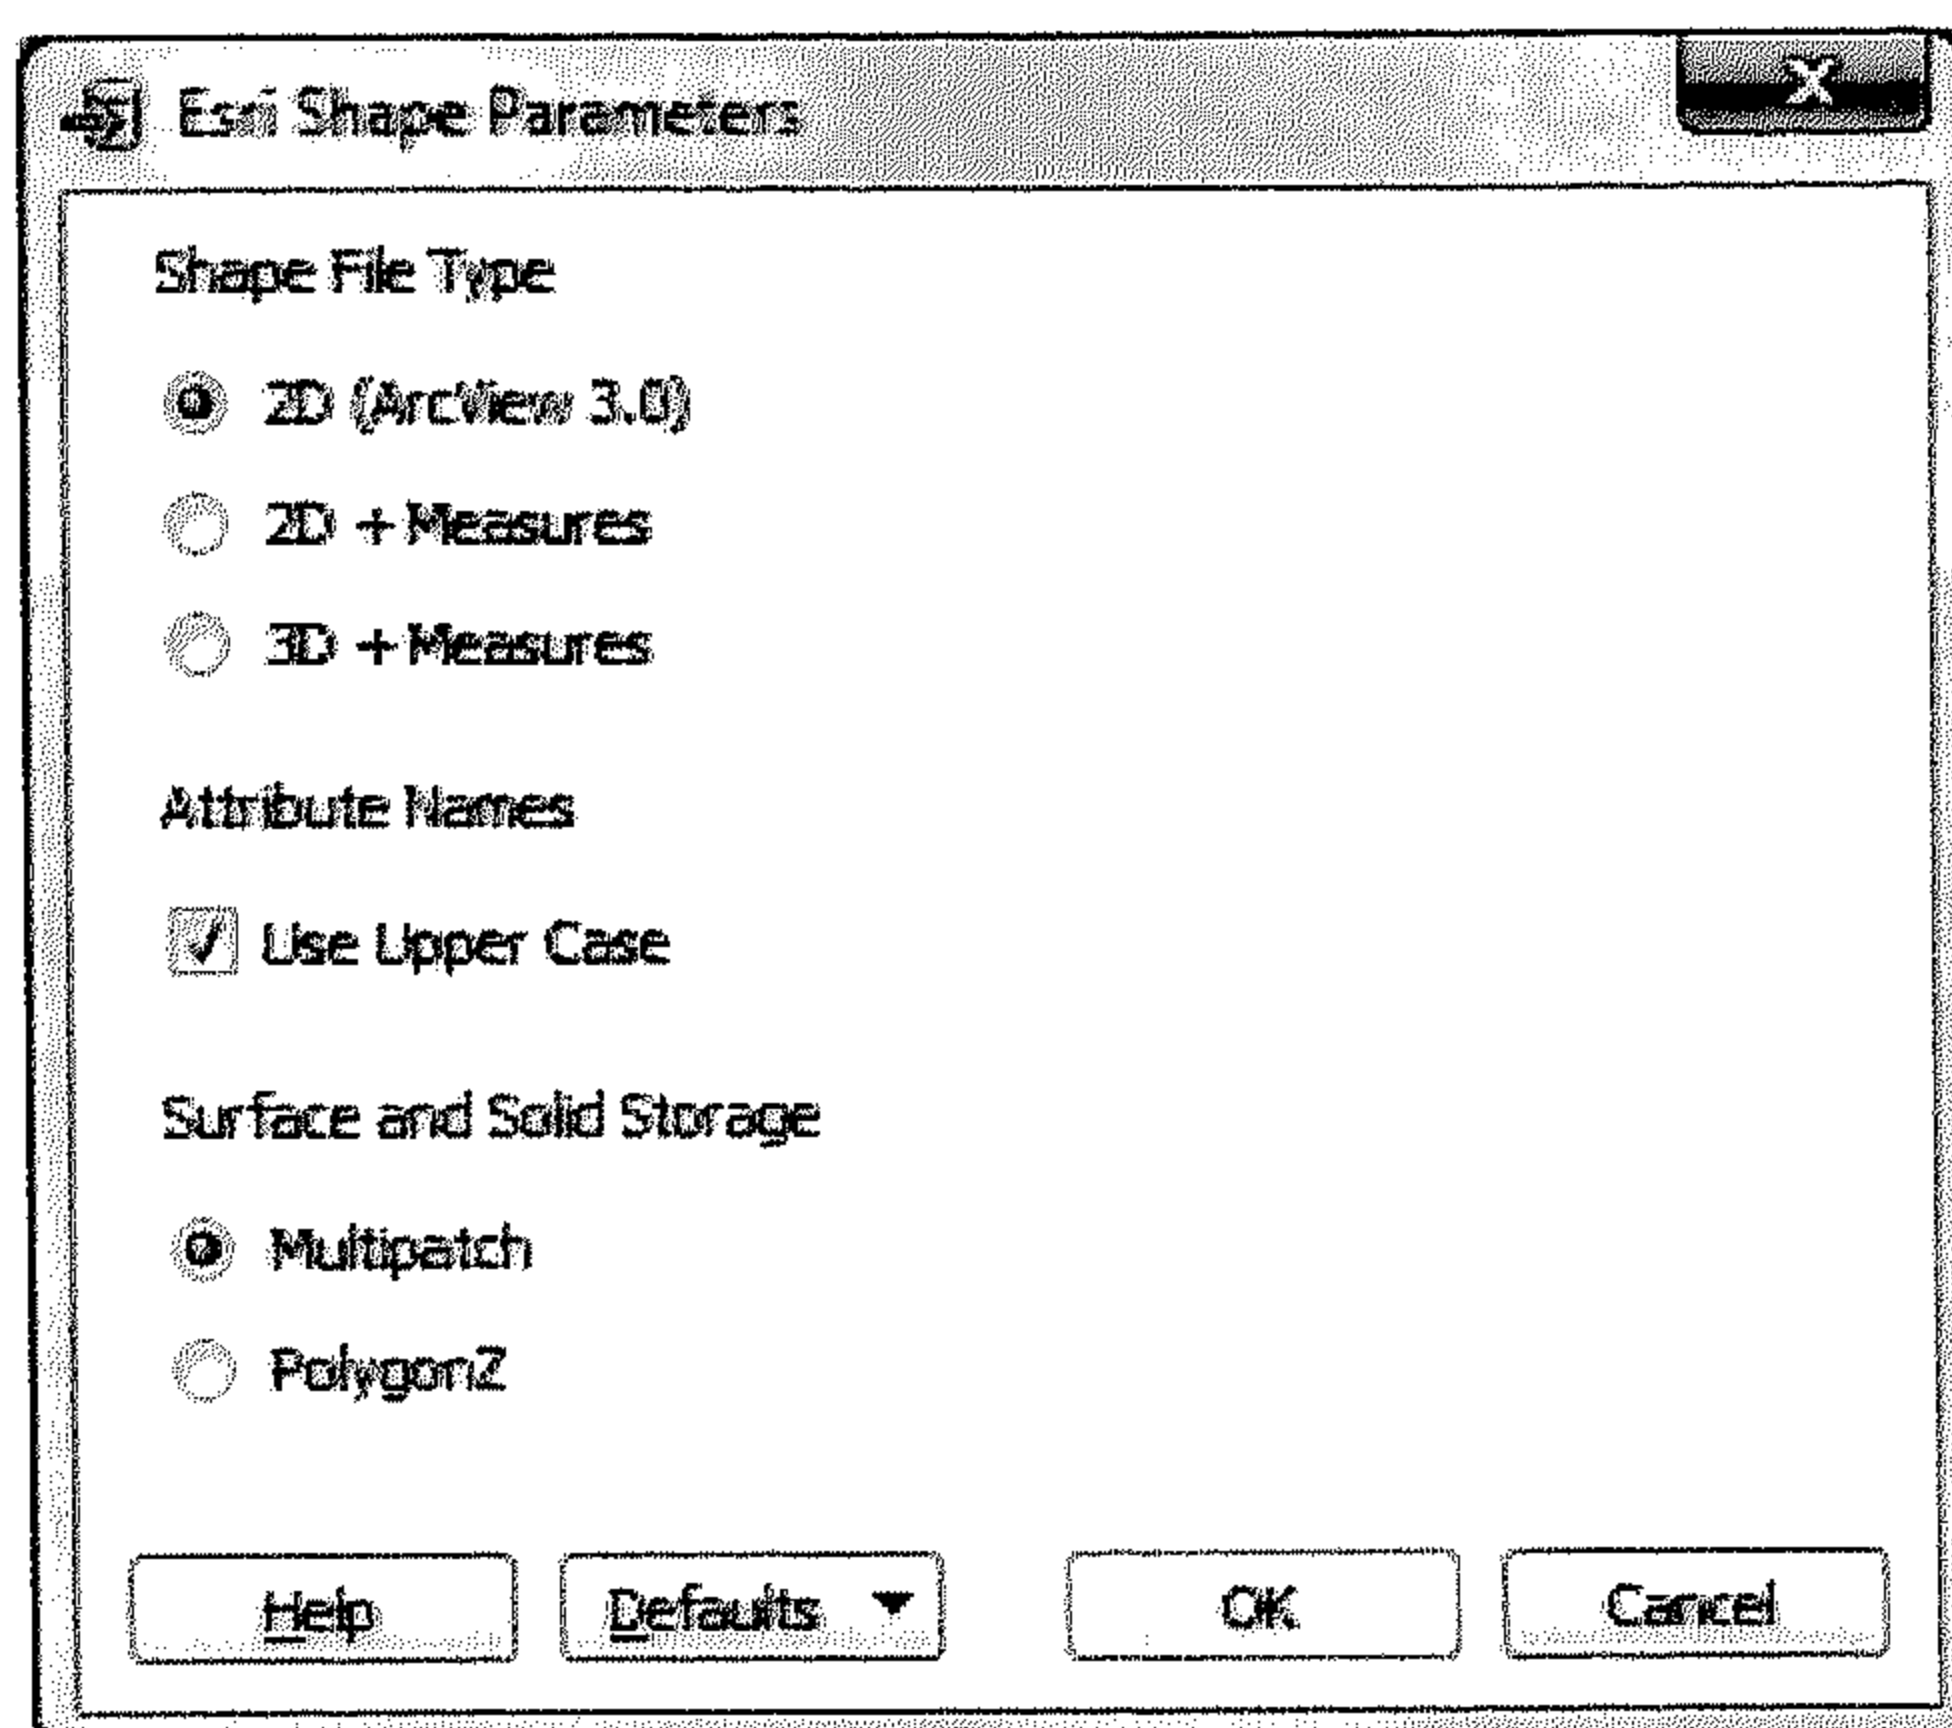 Esri Shape Parameters
X
Shape File Type
2D (ArcView 3.0)
2D + Measures
3D + Measures
Attribute Names
Use Upper Case
Surface and Solid Storage
Multipatch
PolygonZ
Help Defaults OK Cancel